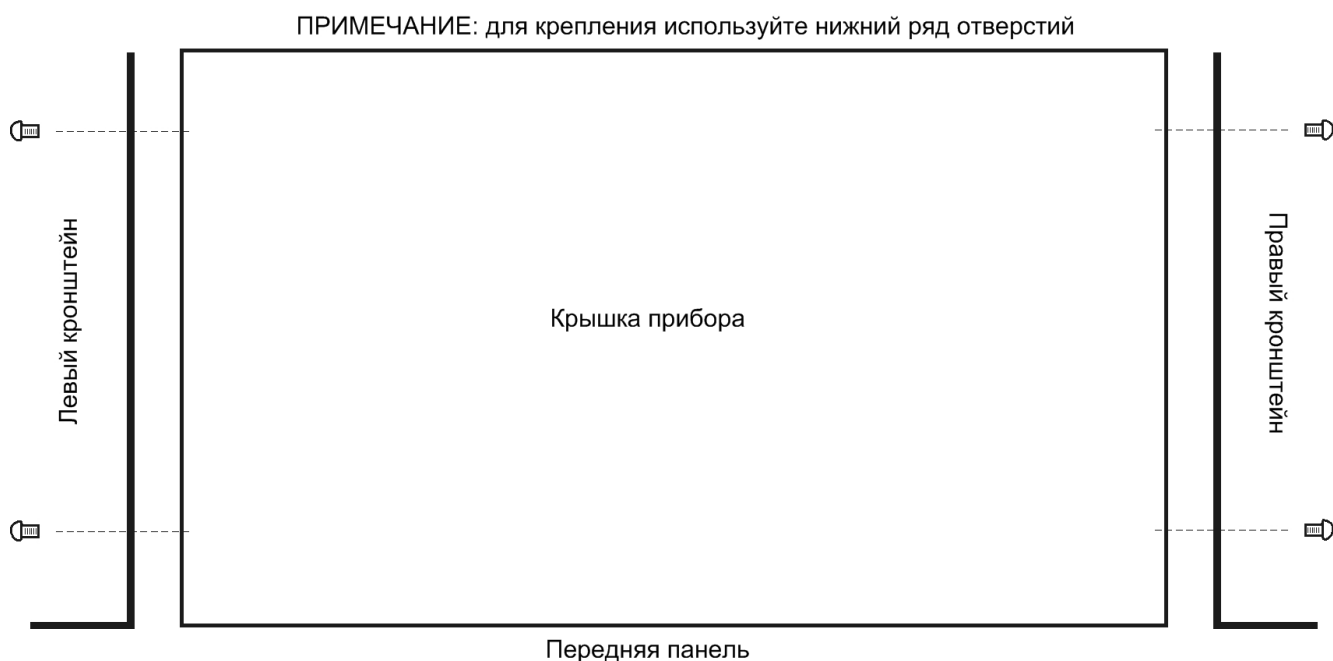 ПРИМЕЧАНИЕ: для крепления используйте нижний ряд отверстий
Левый кронштейн
Крышка прибора
Правый кронштейн
Передняя панель